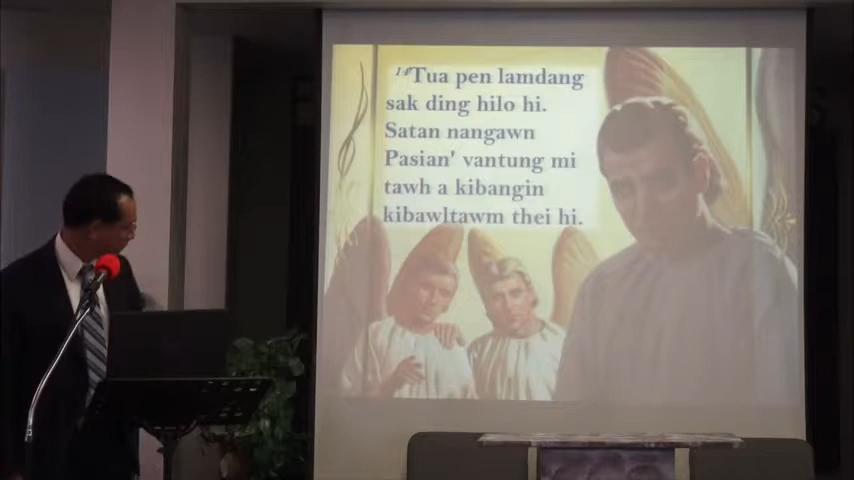 14Tua pen lamdang
sak ding hilo hi.
Satan nangawn
Pasian' vantung mi
tawh a kibangin
kibawltawm thei hi.